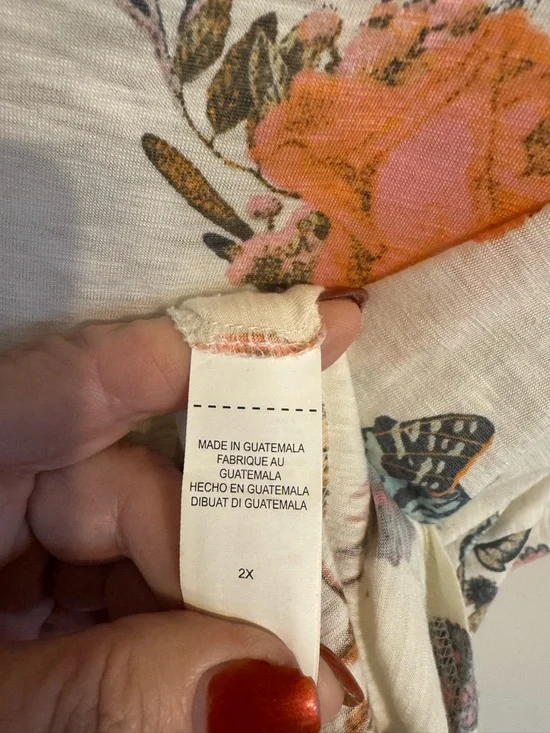 MADE IN GUATEMALA
FABRIQUE AU
GUATEMALA
HECHO EN GUATEMALA
DIBUAT DI GUATEMALA
2X